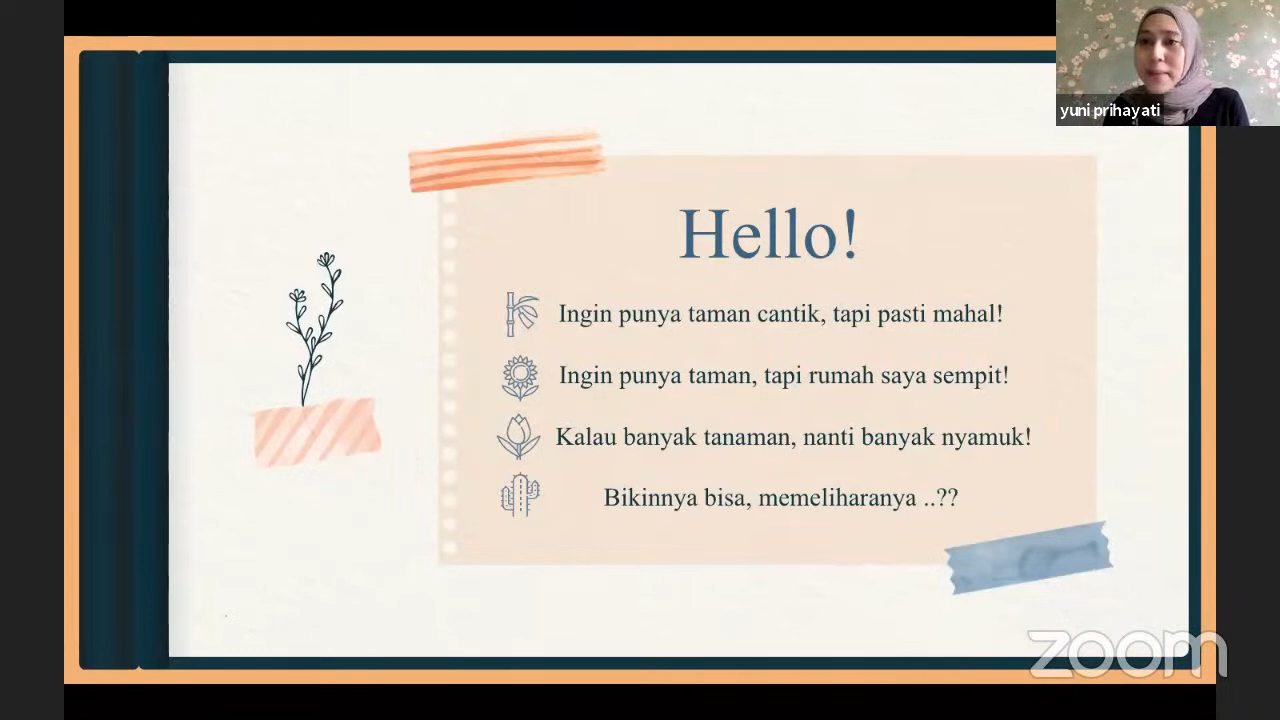 yuni prihayati
Hello!
Ingin punya taman cantik, tapi pasti mahal!
Ingin punya taman, tapi rumah saya sempit!
Kalau banyak tanaman, nanti banyak nyamuk!
Bikinnya bisa, memeliharanya ..??
zoom